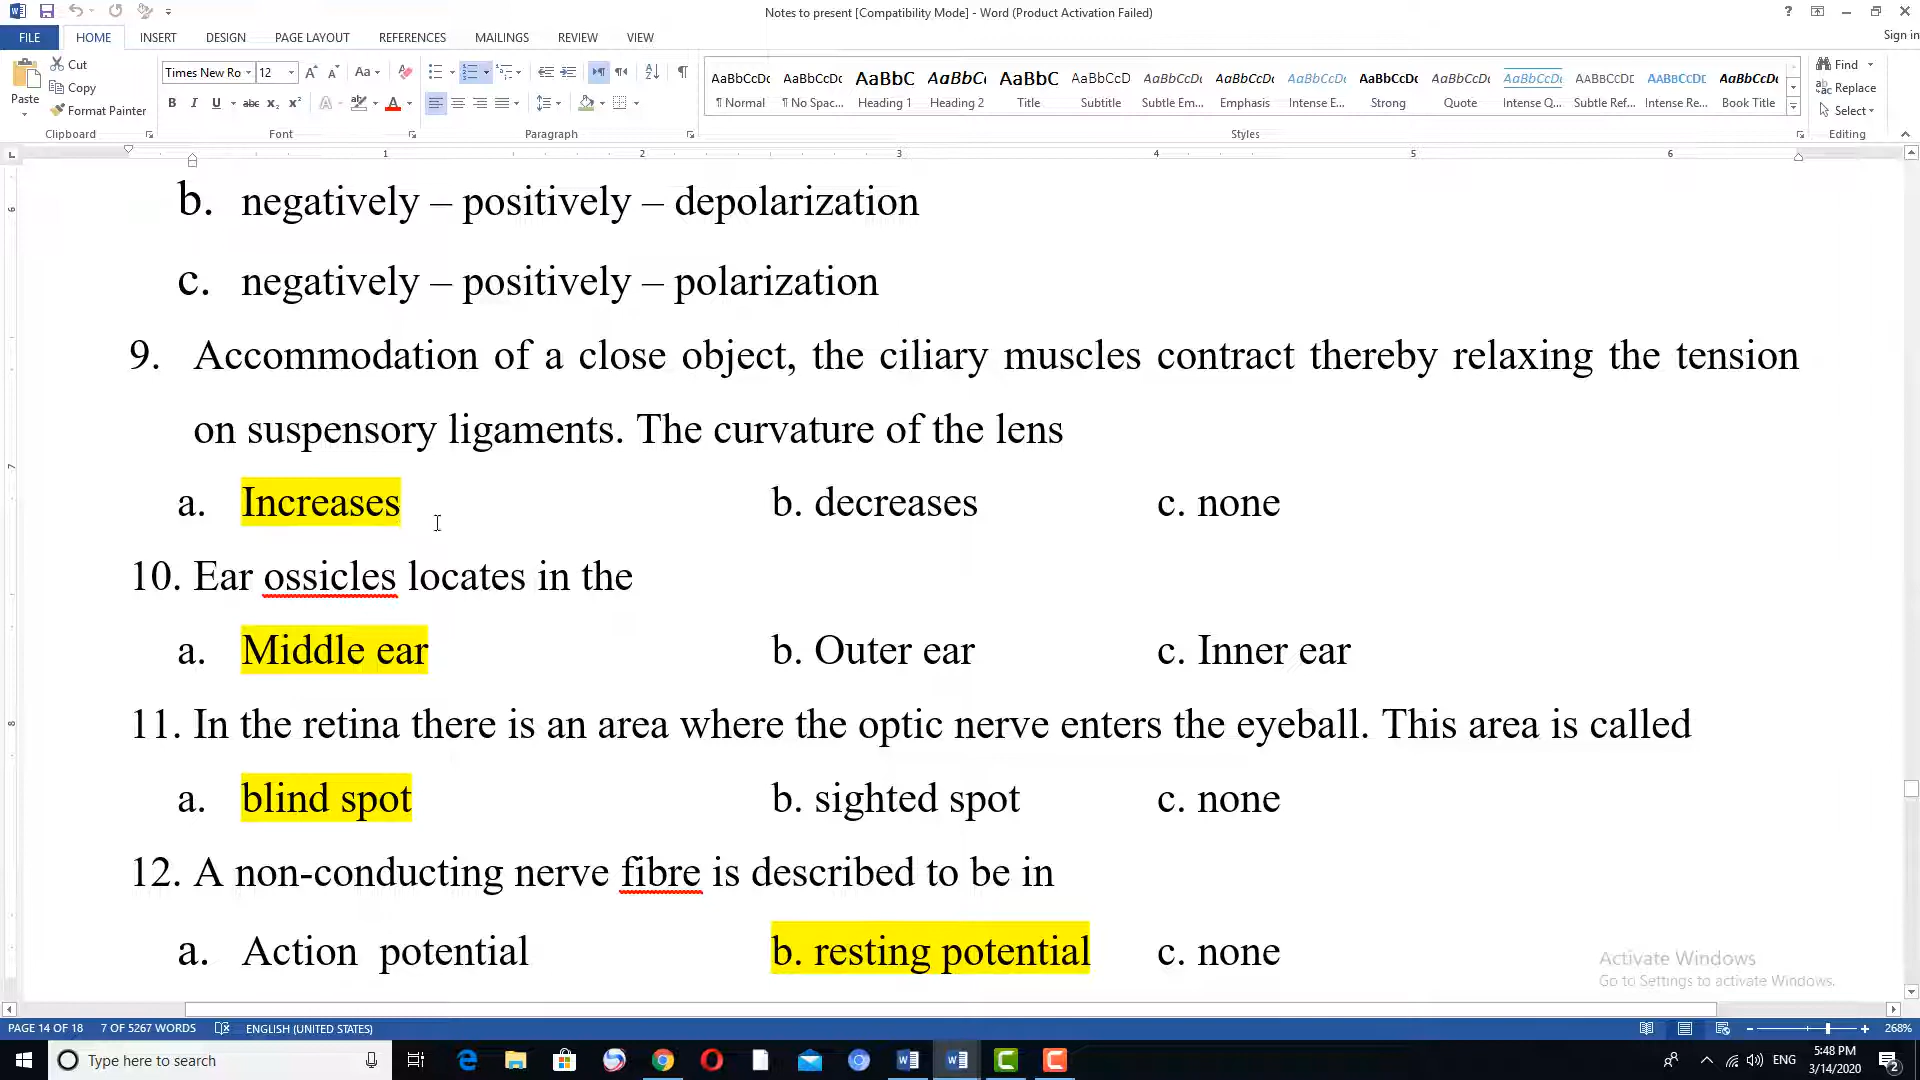 Notes to present [Compatibility Mode] - Word (Product Activation Failed)
FILE HOME INSERT DESIGN PAGE LAYOUT REFERENCES MAILINGS REVIEW VIEW Sign in
Paste Cut Copy Format Painter
Times New Ro 12
AaBbCcDc AaBbCcDc AaBbC AaBbCc AaBbC AaBbCcD AaBbCcDc AaBbCcDc AaBbCcDc AaBbCcDc AaBbCcDc AaBbCcDc AaBbCcDc AaBbCcDc AaBbCcDc
¶ Normal ¶ No Spac... Heading 1 Heading 2 Title Subtitle Subtle Em... Emphasis Intense E... Strong Quote Intense Q... Subtle Ref... Intense Re... Book Title
Find Replace Select
Clipboard Font Paragraph Styles Editing
1 2 3 4 5 6
b. negatively – positively – depolarization
c. negatively – positively – polarization
9. Accommodation of a close object, the ciliary muscles contract thereby relaxing the tension
on suspensory ligaments. The curvature of the lens
a. Increases b. decreases c. none
10. Ear ossicles locates in the
a. Middle ear b. Outer ear c. Inner ear
11. In the retina there is an area where the optic nerve enters the eyeball. This area is called
a. blind spot b. sighted spot c. none
12. A non-conducting nerve fibre is described to be in
a. Action potential b. resting potential c. none
Activate Windows
Go to Settings to activate Windows.
PAGE 14 OF 18 7 OF 5267 WORDS ENGLISH (UNITED STATES) 268%
Type here to search ENG 5:48 PM
3/14/2020 2